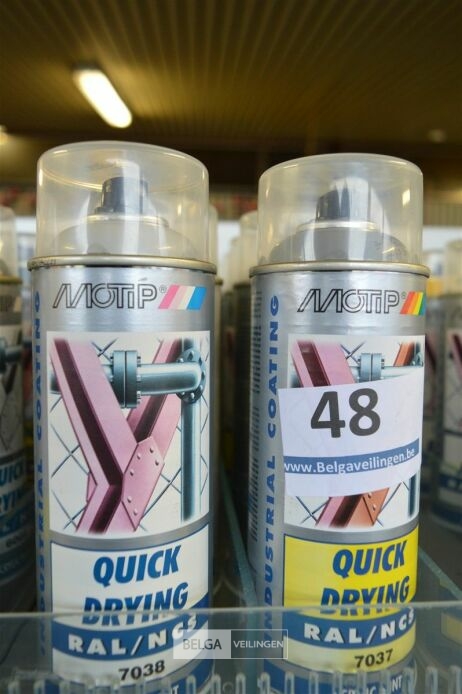 MOTIP®
INDUSTRIAL COATING
QUICK
DRYING
RAL/NCS
7038
MOTIP®
INDUSTRIAL COATING
48
www.Belgaveilingen.be
QUICK
DRYING
RAL/NCS
7037
BELGA VEILINGEN